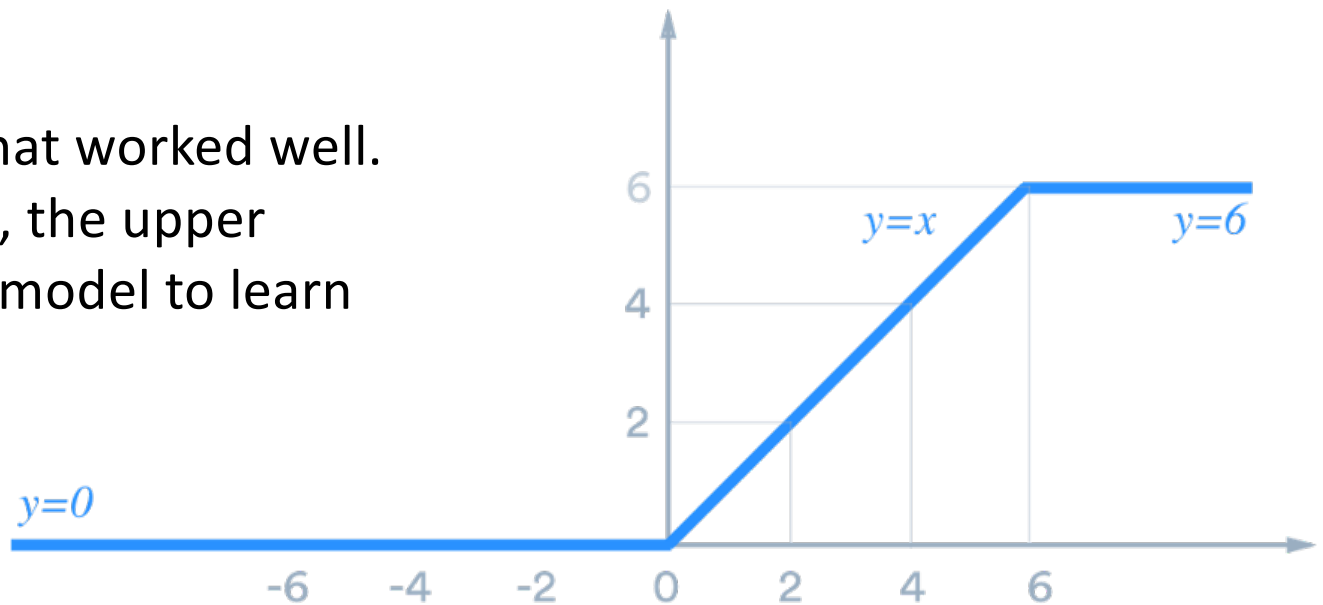 hat worked well.
, the upper
model to learn
6
y=x
y=6
4
2
y=0
-6 -4 -2 0 2 4 6